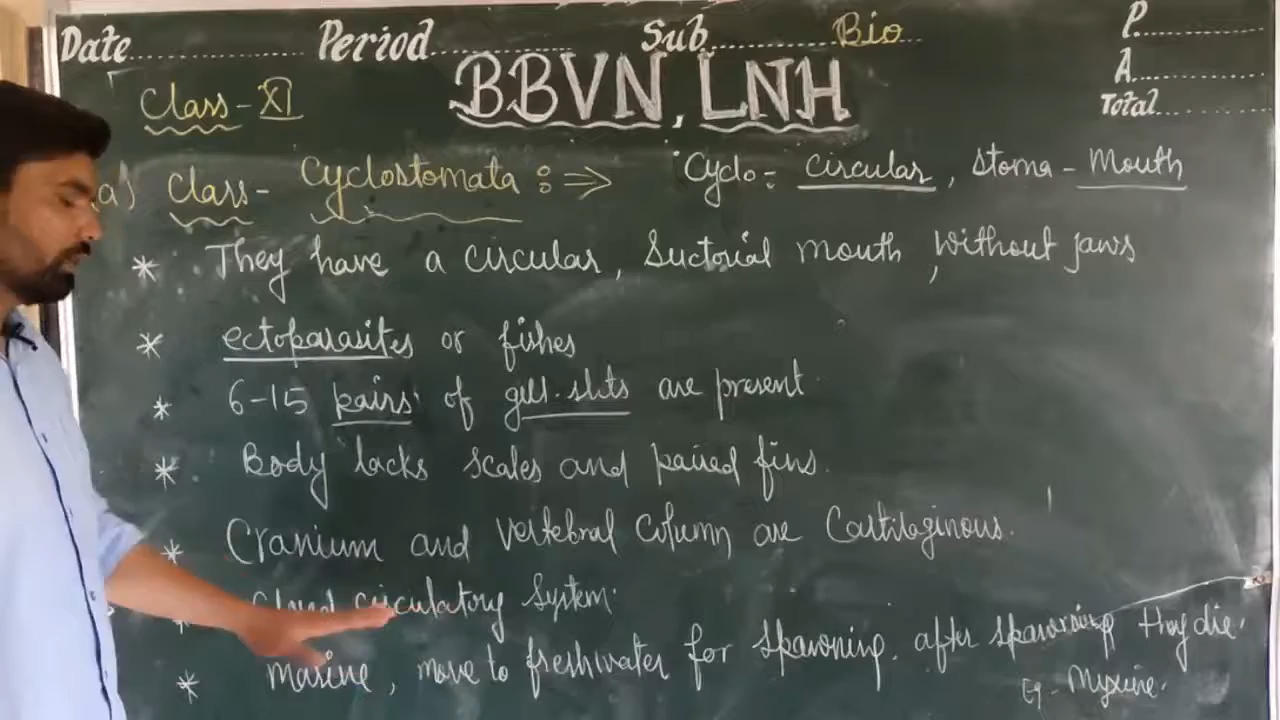 Date............ Period............ Sub............Bio... P............
A............
Class-XI BBVN, LNH Total............
a) Class- Cyclostomata :⇒ Cyclo = circular, stoma - Mouth
* They have a circular, Suctorial mouth, without jaws
* ectoparasites or fishes
* 6-15 pairs of gill-slits are present.
* Body lacks scales and paired fins.
* Cranium and vertebral Column are Cartilaginous.
* Closed circulatory System.
* Marine, move to freshwater for spawning. after spawning they die.
Eg- Myxine.